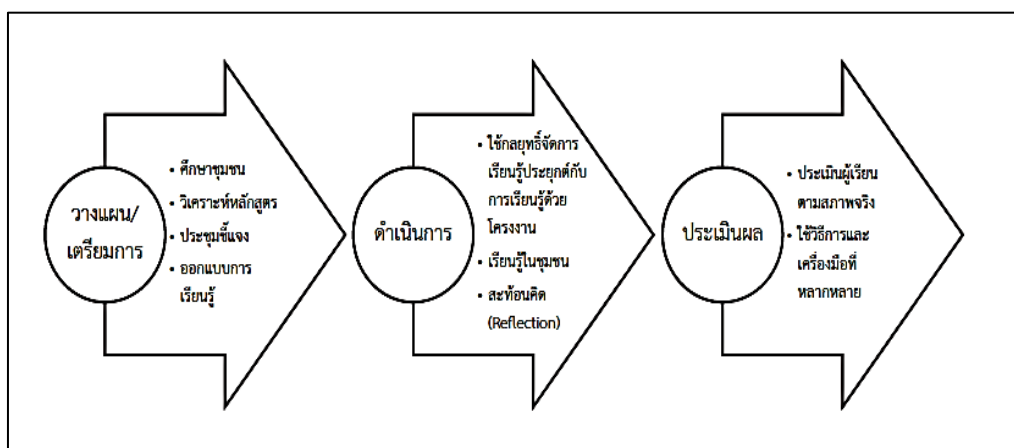 วางแผน/
เตรียมการ
• ศึกษาชุมชน
• วิเคราะห์หลักสูตร
• ประชุมชี้แจง
• ออกแบบการ
เรียนรู้
ดำเนินการ
• ใช้กลยุทธิ์จัดการ
เรียนรู้ประยุกต์กับ
การเรียนรู้ด้วย
โครงงาน
• เรียนรู้ในชุมชน
• สะท้อนคิด
(Reflection)
ประเมินผล
• ประเมินผู้เรียน
ตามสภาพจริง
• ใช้วิธีการและ
เครื่องมือที่
หลากหลาย